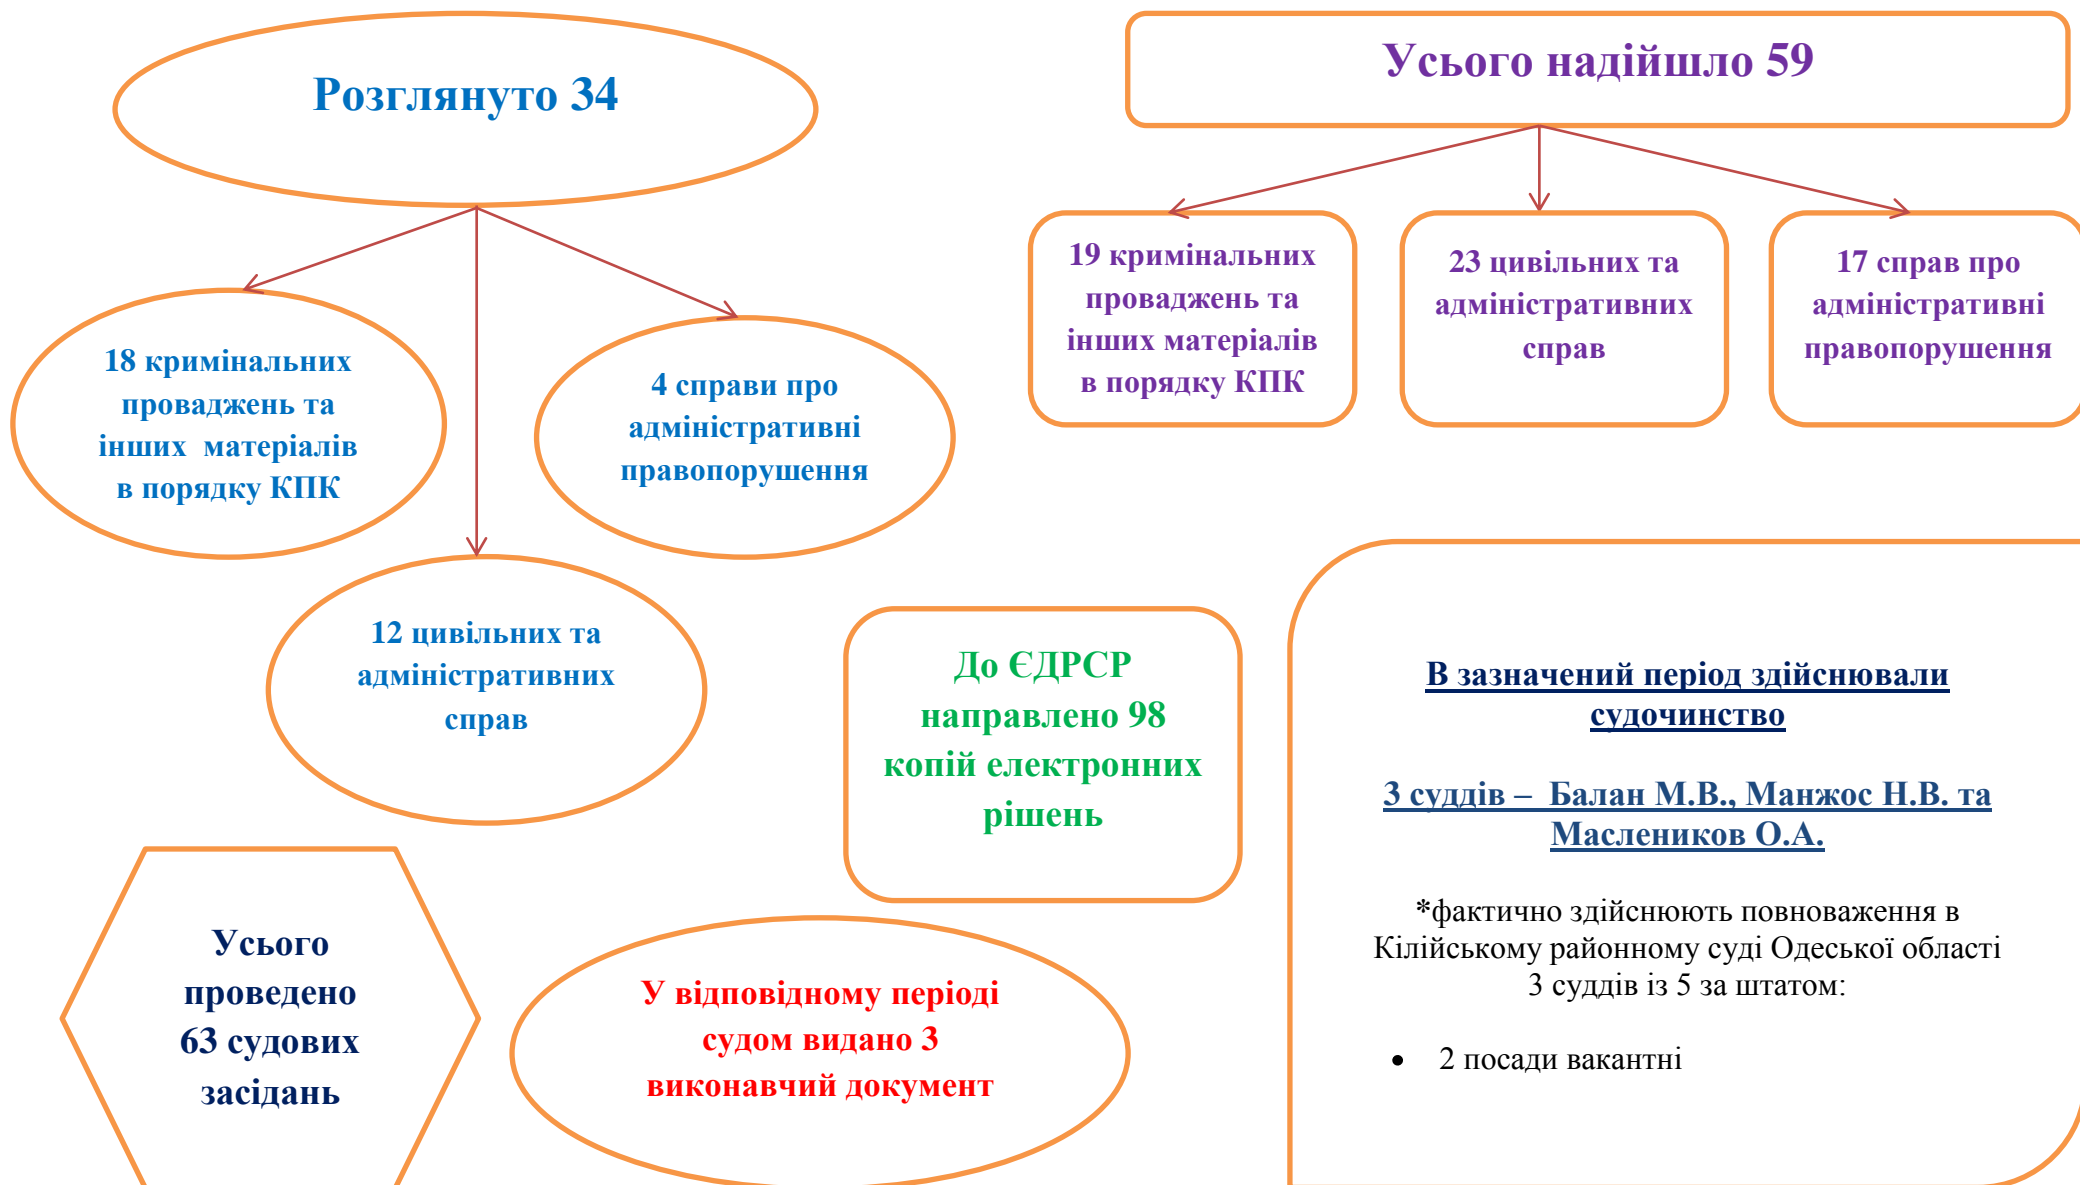 Розглянуто 34
18 кримінальних
проваджень та
інших  матеріалів
в порядку КПК
4 справи про
адміністративні
правопорушення
12 цивільних та
адміністративних
справ
Усього надійшло 59
19 кримінальних
проваджень та
інших матеріалів
в порядку КПК
23 цивільних та
адміністративних
справ
17 справ про
адміністративні
правопорушення
До ЄДРСР
направлено 98
копій електронних
рішень
Усього
проведено
63 судових
засідань
У відповідному періоді
судом видано 3
виконавчий документ
В зазначений період здійснювали
судочинство
3 суддів –  Балан М.В., Манжос Н.В. та
Маслеников О.А.
*фактично здійснюють повноваження в
Кілійському районному суді Одеської області
3 суддів із 5 за штатом:
• 2 посади вакантні